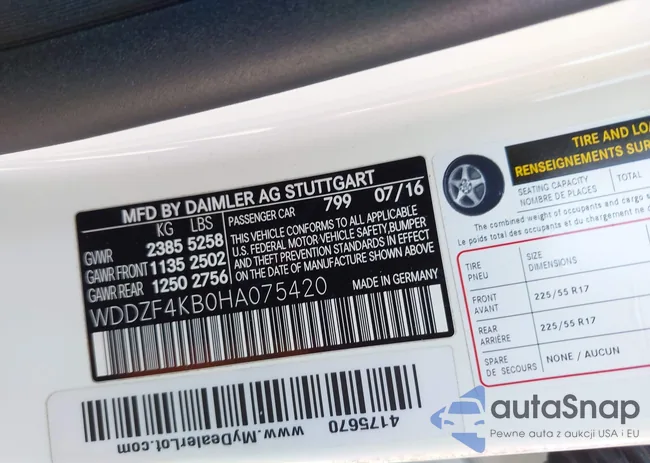 MFD BY DAIMLER AG STUTTGART
KG LBS PASSENGER CAR 799 07/16
GVWR 2385 5258
GAWR FRONT 1135 2502
GAWR REAR 1250 2756
THIS VEHICLE CONFORMS TO ALL APPLICABLE
U.S. FEDERAL MOTOR VEHICLE SAFETY, BUMPER,
AND THEFT PREVENTION STANDARDS IN EFFECT
ON THE DATE OF MANUFACTURE SHOWN ABOVE.
WDDZF4KB0HA075420 MADE IN GERMANY
4175670
www.MyDealerLot.com
TIRE AND LOA
RENSEIGNEMENTS SUR
SEATING CAPACITY TOTAL
NOMBRE DE PLACES
The combined weight of occupants and cargo s
Le poids total des occupants et du chargement ne d
TIRE SIZE
PNEU DIMENSIONS
FRONT 225/55 R17
AVANT
REAR 225/55 R17
ARRIÈRE
SPARE NONE / AUCUN
DE SECOURS
autaSnap
Pewne auta z aukcji USA i EU